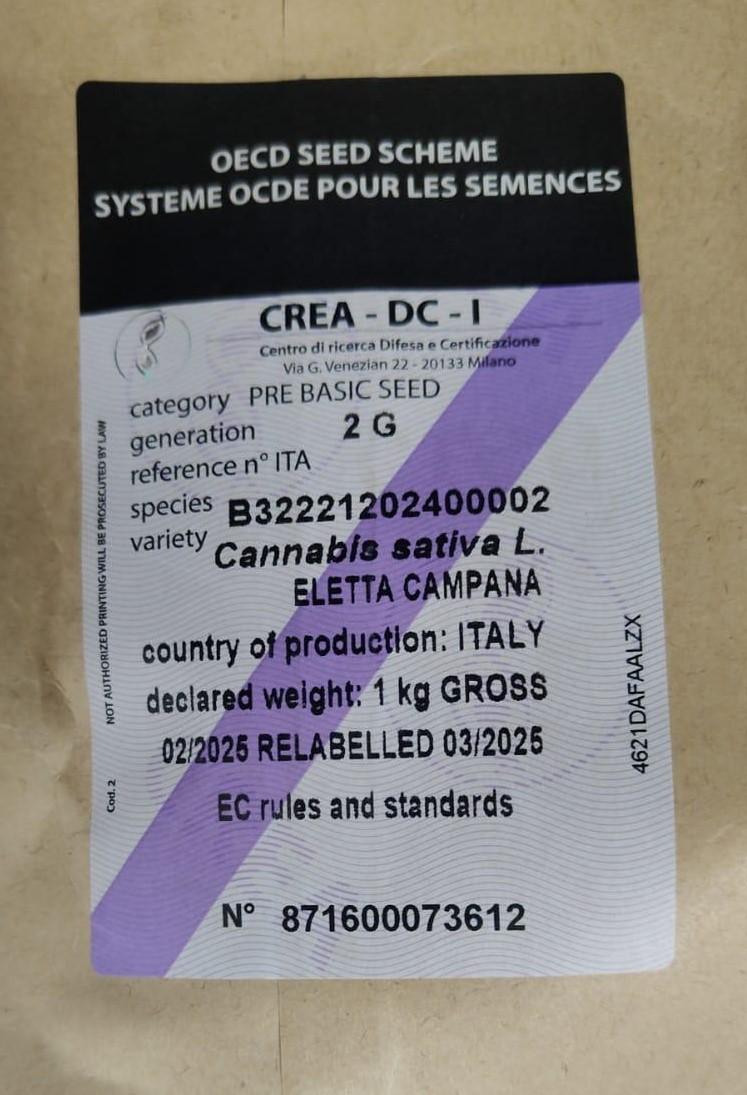 OECD SEED SCHEME
SYSTEME OCDE POUR LES SEMENCES
CREA - DC - I
Centro di ricerca Difesa e Certificazione
Via G. Venezian 22 - 20133 Milano
category PRE BASIC SEED
generation 2 G
reference n° ITA
species B32221202400002
variety Cannabis sativa L.
ELETTA CAMPANA
country of production: ITALY
declared weight: 1 kg GROSS
02/2025 RELABELLED 03/2025
EC rules and standards
N° 871600073612
NOT AUTHORIZED PRINTING WILL BE PROSECUTED BY LAW
Cod. 2
4621DAFAALZX